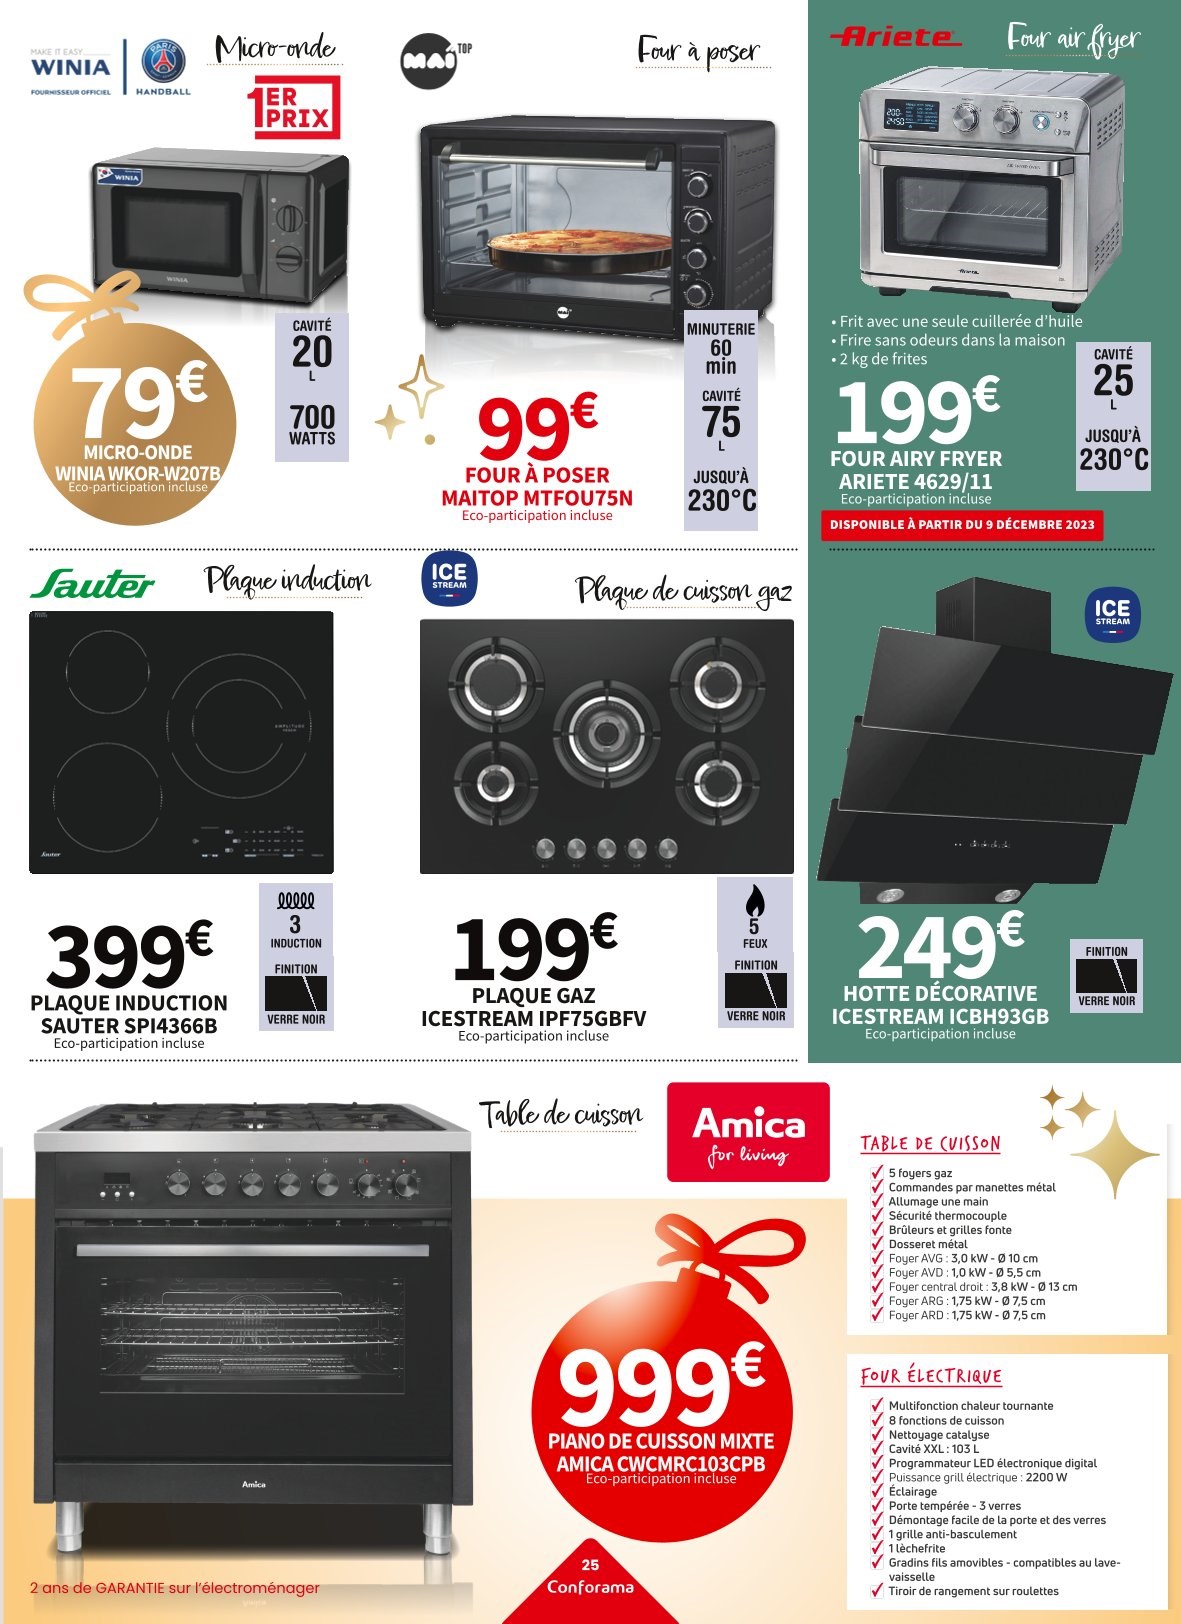 MAKE IT EASY
WINIA
FOURNISSEUR OFFICIEL
PARIS
HANDBALL
Micro-onde
1ER
PRIX
WINIA
WINIA
CAVITÉ
20
L
700
WATTS
79€
MICRO-ONDE
WINIA WKOR-W207B
Eco-participation incluse
MAÍ TOP
Four à poser
MINUTERIE
60
min
CAVITÉ
75
L
JUSQU'À
230°C
99€
FOUR À POSER
MAITOP MTFOU75N
Eco-participation incluse
Ariete
Four air fryer
Ariete
• Frit avec une seule cuillerée d'huile
• Frire sans odeurs dans la maison
• 2 kg de frites
CAVITÉ
25
L
JUSQU'À
230°C
199€
FOUR AIRY FRYER
ARIETE 4629/11
Eco-participation incluse
DISPONIBLE À PARTIR DU 9 DÉCEMBRE 2023
Sauter
Plaque induction
Sauter
3
INDUCTION
FINITION
VERRE NOIR
399€
PLAQUE INDUCTION
SAUTER SPI4366B
Eco-participation incluse
ICE
STREAM
Plaque de cuisson gaz
5
FEUX
FINITION
VERRE NOIR
199€
PLAQUE GAZ
ICESTREAM IPF75GBFV
Eco-participation incluse
ICE
STREAM
249€
HOTTE DÉCORATIVE
ICESTREAM ICBH93GB
Eco-participation incluse
FINITION
VERRE NOIR
Table de cuisson
Amica
for living
Amica
999€
PIANO DE CUISSON MIXTE
AMICA CWCMRC103CPB
Eco-participation incluse
TABLE DE CUISSON
5 foyers gaz
Commandes par manettes métal
Allumage une main
Sécurité thermocouple
Brûleurs et grilles fonte
Dosseret métal
Foyer AVG : 3,0 kW - Ø 10 cm
Foyer AVD : 1,0 kW - Ø 5,5 cm
Foyer central droit : 3,8 kW - Ø 13 cm
Foyer ARG : 1,75 kW - Ø 7,5 cm
Foyer ARD : 1,75 kW - Ø 7,5 cm
FOUR ÉLECTRIQUE
Multifonction chaleur tournante
8 fonctions de cuisson
Nettoyage catalyse
Cavité XXL : 103 L
Programmateur LED électronique digital
Puissance grill électrique : 2200 W
Éclairage
Porte tempérée - 3 verres
Démontage facile de la porte et des verres
1 grille anti-basculement
1 lèchefrite
Gradins fils amovibles - compatibles au lave-
vaisselle
Tiroir de rangement sur roulettes
2 ans de GARANTIE sur l'électroménager
25
Conforama